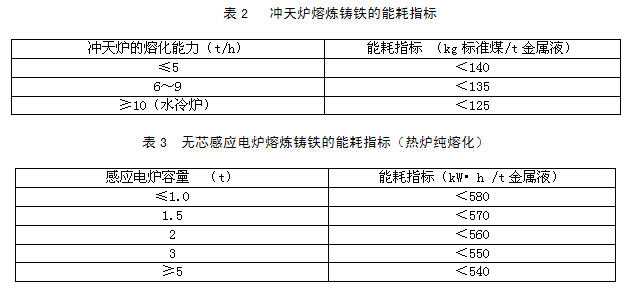 表 2 冲天炉熔炼铸铁的能耗指标
冲天炉的熔化能力（t/h） 能耗指标 （kg 标准煤/t 金属液）
≤5 ＜140
6～9 ＜135
≥10（水冷炉） ＜125
表 3 无芯感应电炉熔炼铸铁的能耗指标（热炉纯熔化）
感应电炉容量 （t） 能耗指标（kW·h /t 金属液）
≤1.0 ＜580
1.5 ＜570
2 ＜560
3 ＜550
≥5 ＜540